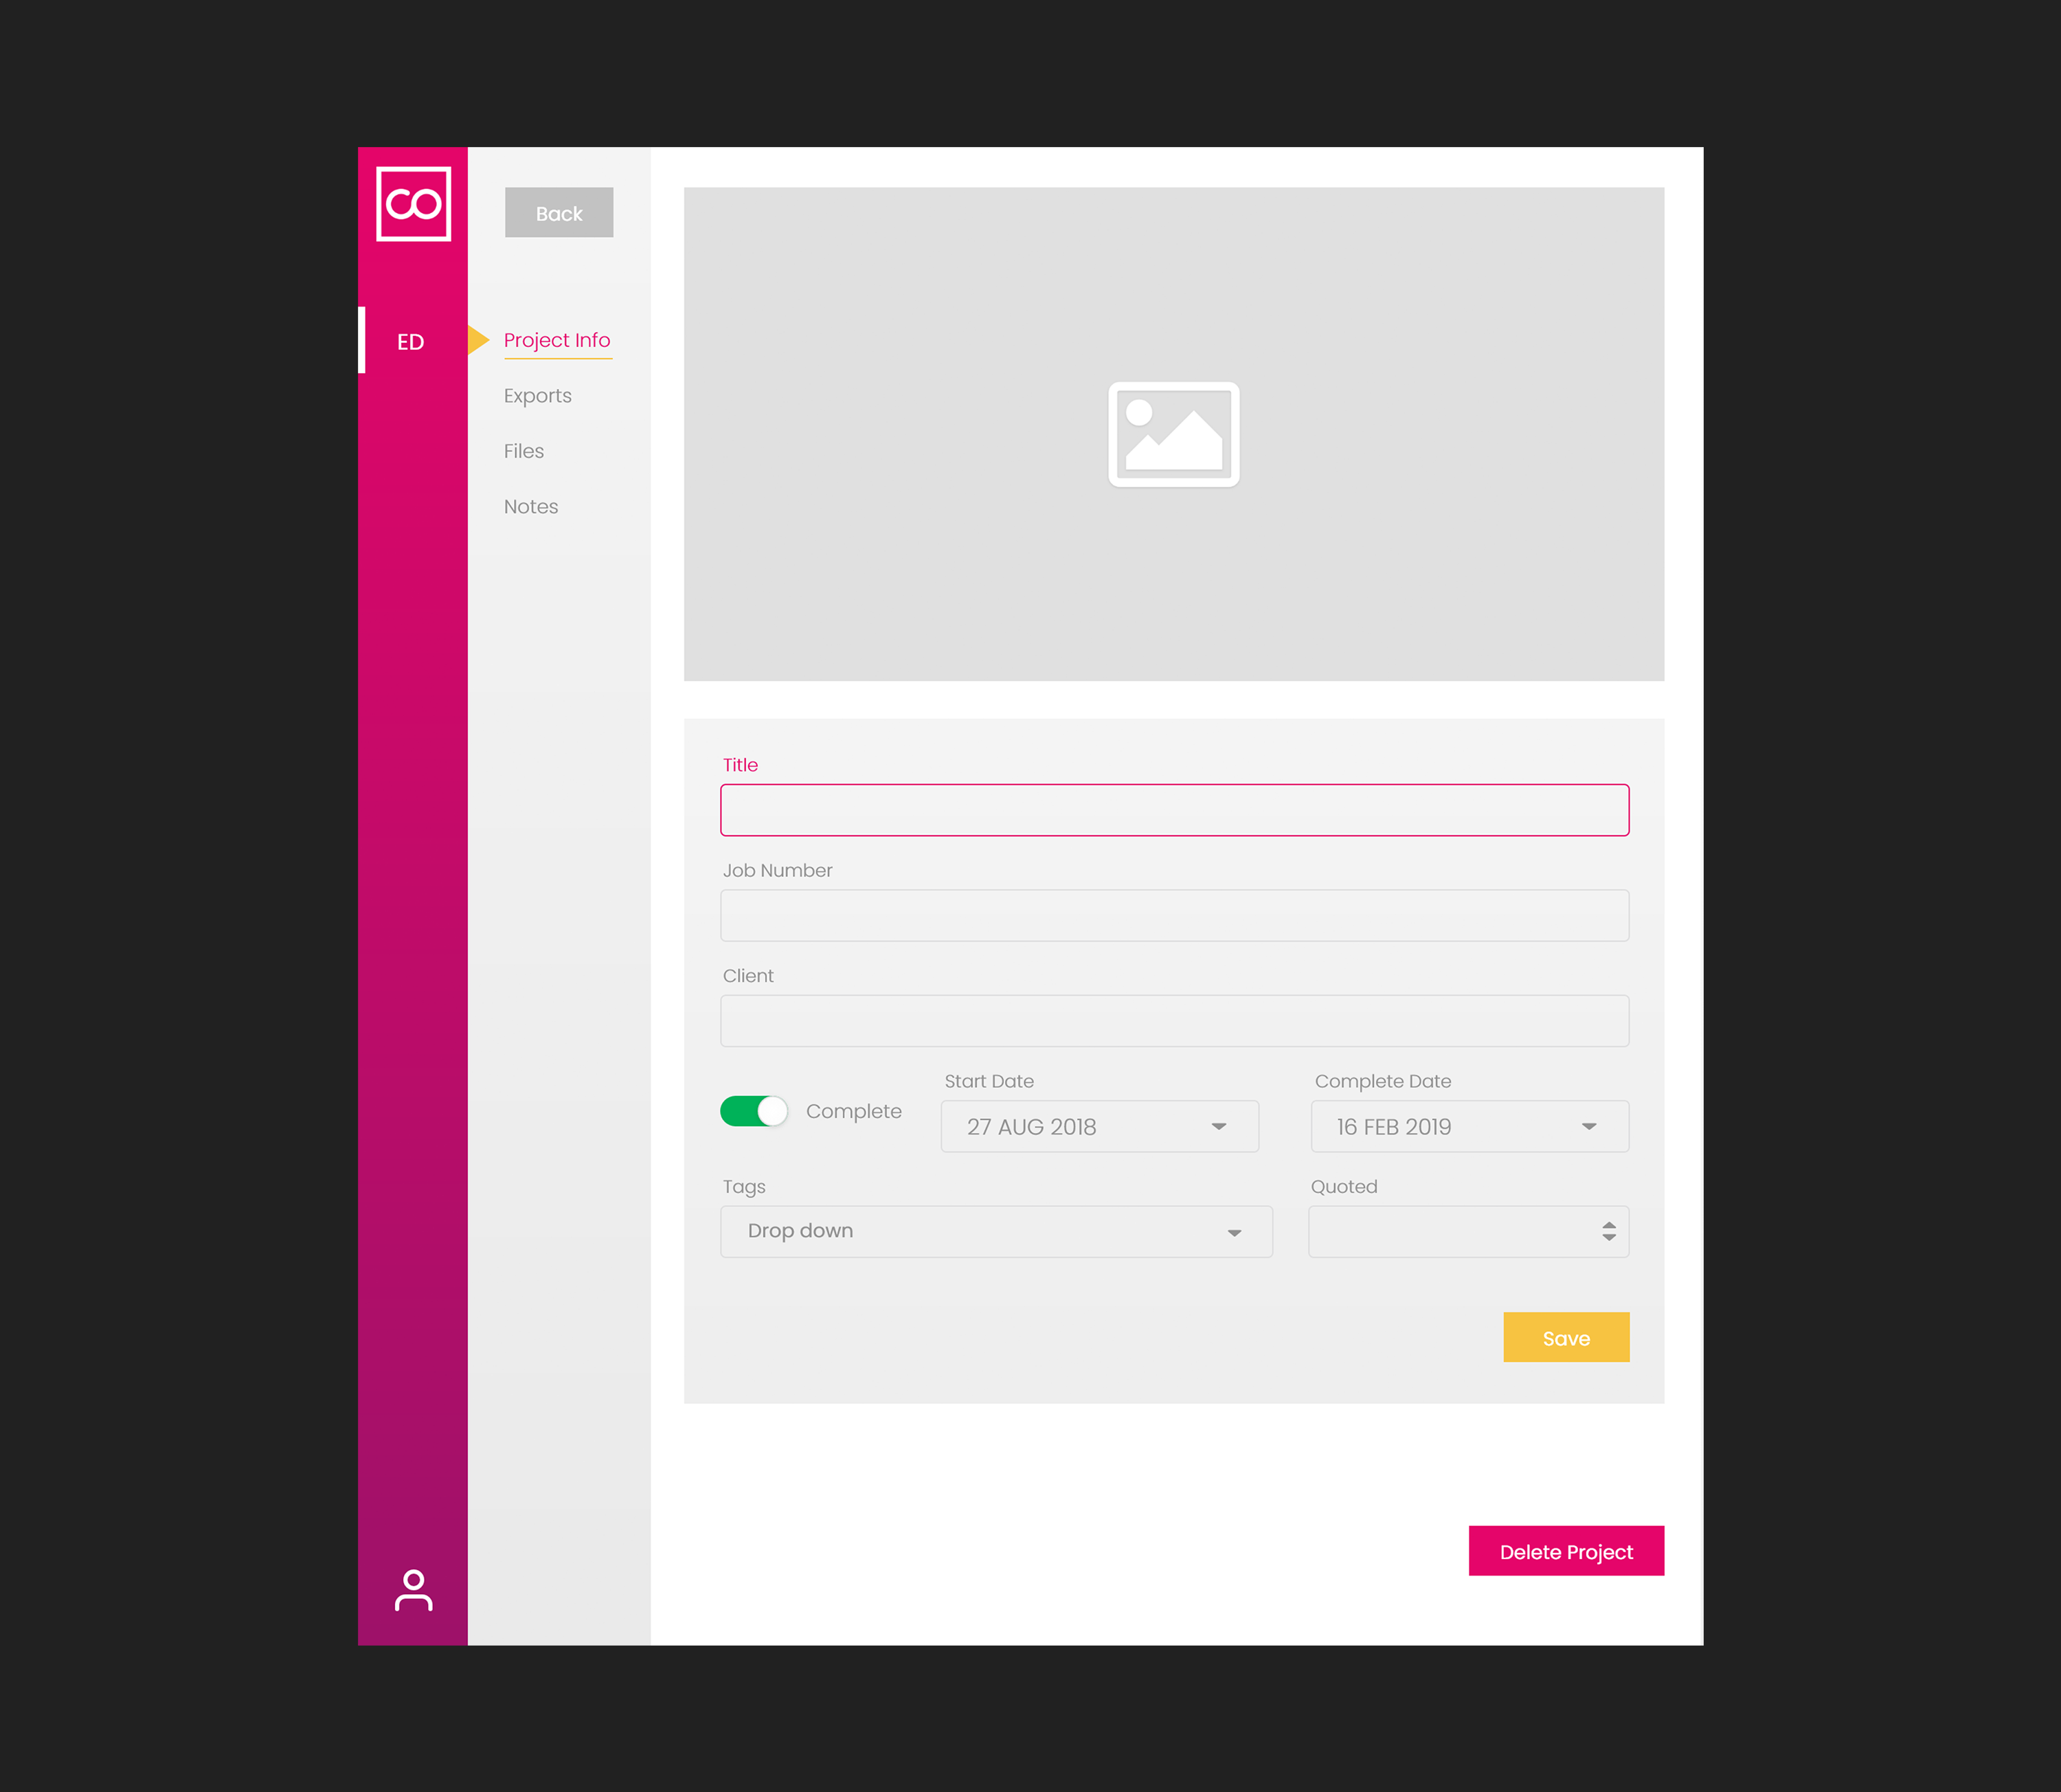 co
Back
ED
Project Info
Exports
Files
Notes
Title
Job Number
Client
Complete
Start Date
27 AUG 2018
Complete Date
16 FEB 2019
Tags
Drop down
Quoted
Save
Delete Project